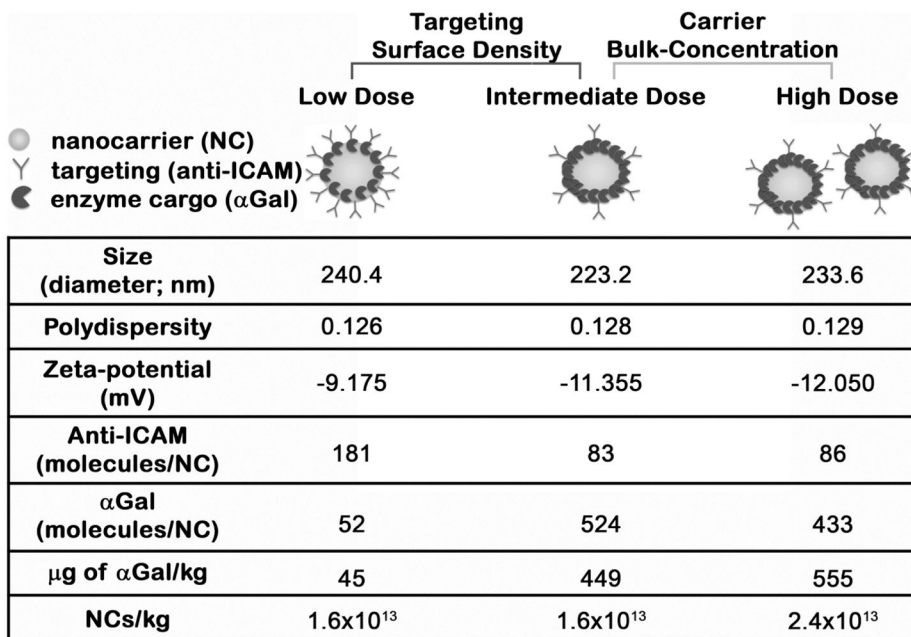 Targeting Surface Density
Carrier Bulk-Concentration
Low Dose Intermediate Dose High Dose
nanocarrier (NC)
targeting (anti-ICAM)
enzyme cargo (αGal)
Size
(diameter; nm) 240.4 223.2 233.6
Polydispersity 0.126 0.128 0.129
Zeta-potential
(mV) -9.175 -11.355 -12.050
Anti-ICAM
(molecules/NC) 181 83 86
αGal
(molecules/NC) 52 524 433
μg of αGal/kg 45 449 555
NCs/kg 1.6x10¹³ 1.6x10¹³ 2.4x10¹³